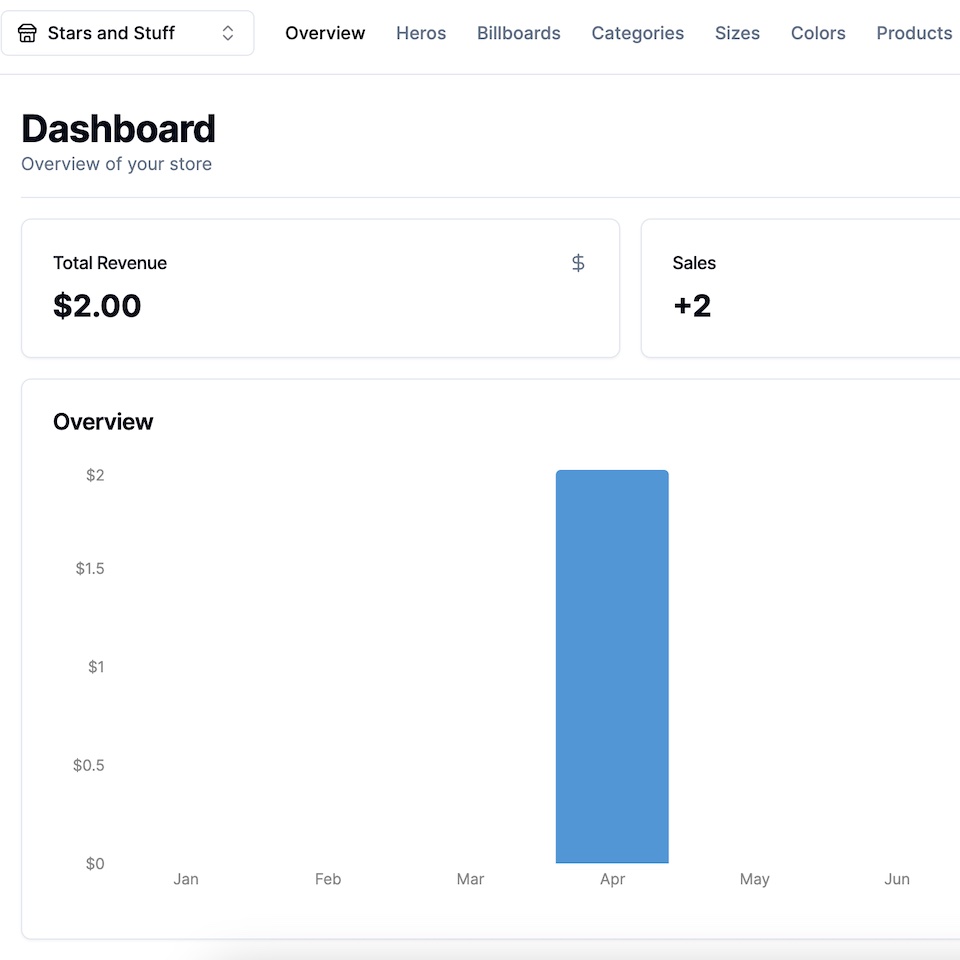 Stars and Stuff
Overview Heros Billboards Categories Sizes Colors Products
Dashboard
Overview of your store
Total Revenue
$
$2.00
Sales
+2
Overview
$2
$1.5
$1
$0.5
$0
Jan Feb Mar Apr May Jun